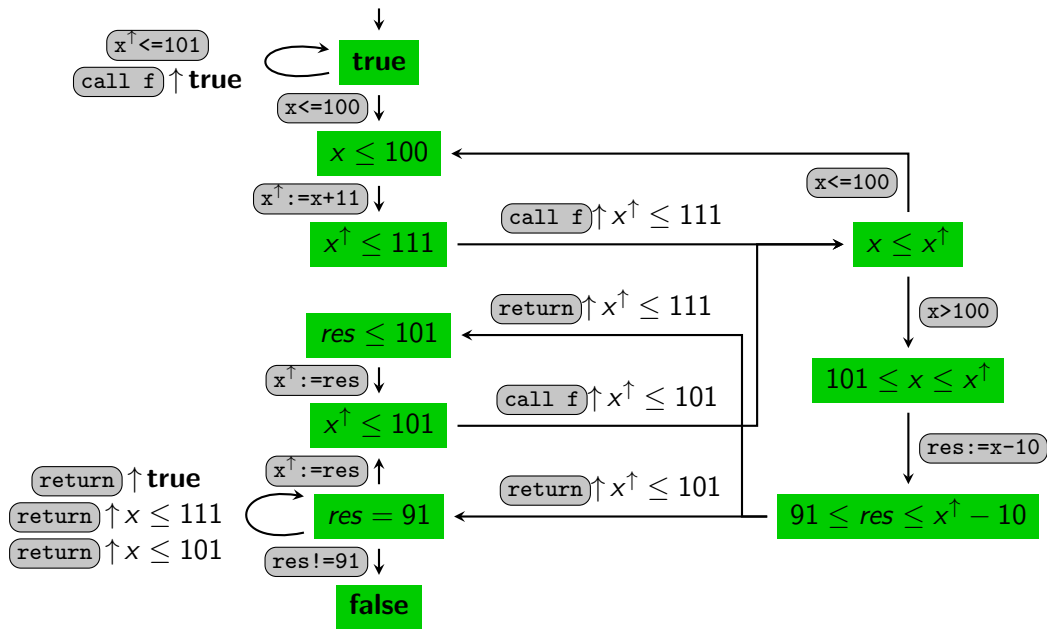 x↑<=101
call f ↑ true
true
x<=100
x ≤ 100
x<=100
x↑:=x+11
call f ↑ x↑ ≤ 111
x↑ ≤ 111
x ≤ x↑
return ↑ x↑ ≤ 111
x>100
res ≤ 101
x↑:=res
101 ≤ x ≤ x↑
call f ↑ x↑ ≤ 101
x↑ ≤ 101
res:=x-10
x↑:=res
return ↑ true
return ↑ x↑ ≤ 101
return ↑ x ≤ 111
res = 91
91 ≤ res ≤ x↑ − 10
return ↑ x ≤ 101
res!=91
false